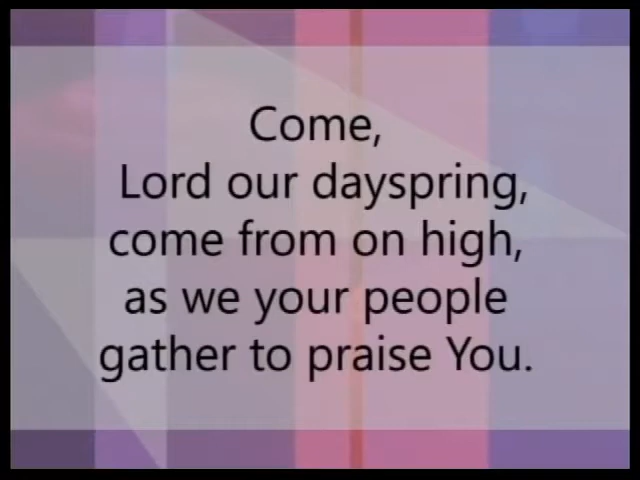 Come,
Lord our dayspring,
come from on high,
as we your people
gather to praise You.